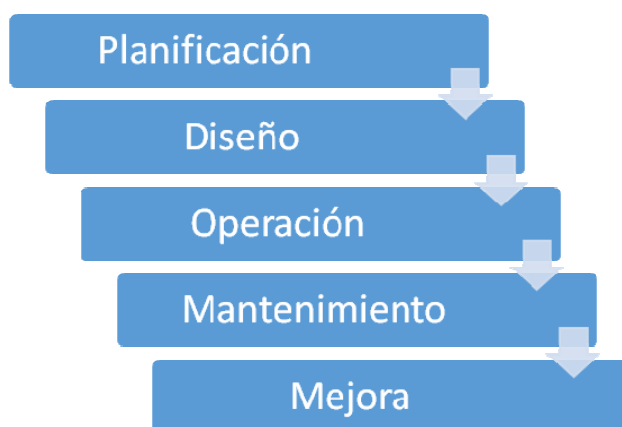 Planificación
Diseño
Operación
Mantenimiento
Mejora